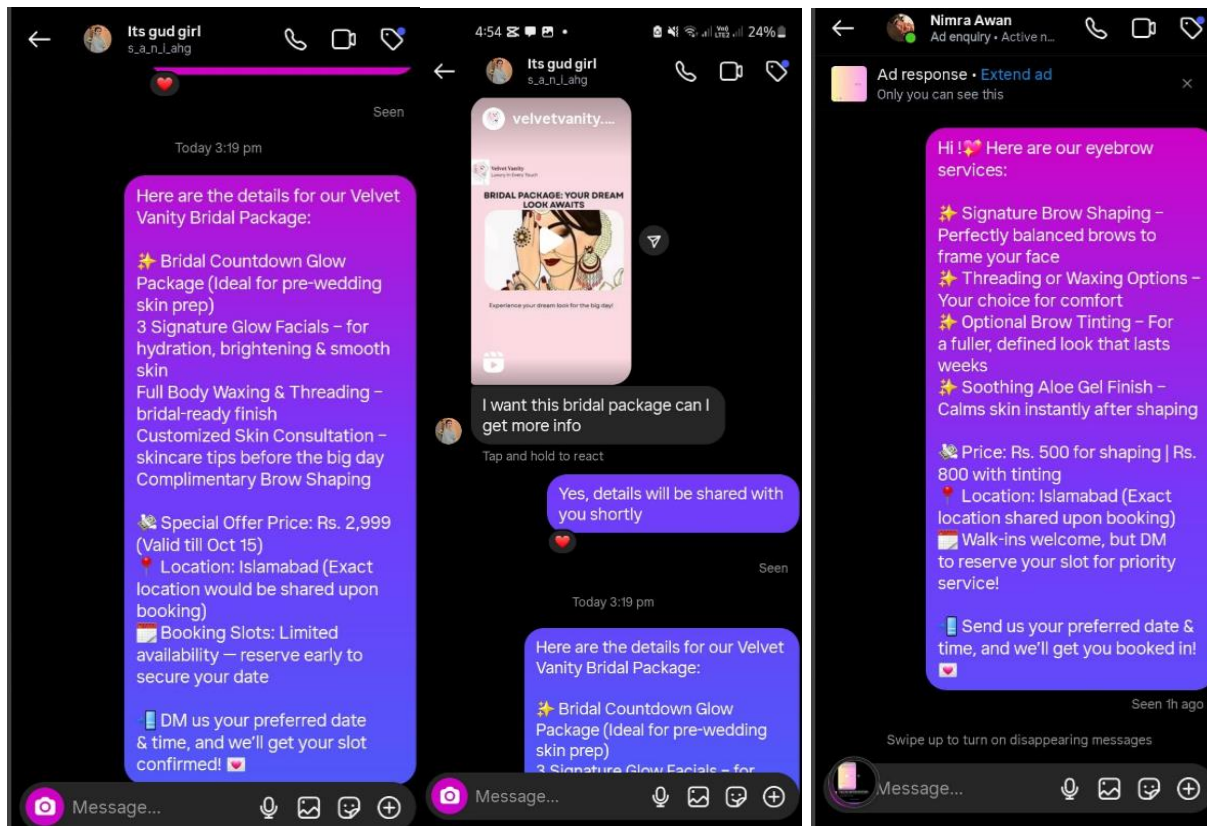 Its gud girl
s_a_n_i_ahg
Seen
Today 3:19 pm
Here are the details for our Velvet
Vanity Bridal Package:
✨ Bridal Countdown Glow
Package (Ideal for pre-wedding
skin prep)
3 Signature Glow Facials – for
hydration, brightening & smooth
skin
Full Body Waxing & Threading –
bridal-ready finish
Customized Skin Consultation –
skincare tips before the big day
Complimentary Brow Shaping
💸 Special Offer Price: Rs. 2,999
(Valid till Oct 15)
📍 Location: Islamabad (Exact
location would be shared upon
booking)
🗓️ Booking Slots: Limited
availability — reserve early to
secure your date
📲 DM us your preferred date
& time, and we'll get your slot
confirmed! 💌
Message...
4:54
24%
Its gud girl
s_a_n_i_ahg
velvetvanity....
Velvet Vanity
Luxury in Every Touch
BRIDAL PACKAGE: YOUR DREAM
LOOK AWAITS
Experience your dream look for the big day!
I want this bridal package can I
get more info
Tap and hold to react
Yes, details will be shared with
you shortly
Seen
Today 3:19 pm
Here are the details for our Velvet
Vanity Bridal Package:
✨ Bridal Countdown Glow
Package (Ideal for pre-wedding
skin prep)
3 Signature Glow Facials – for
Message...
Nimra Awan
Ad enquiry • Active n...
Ad response • Extend ad
Only you can see this
Hi !💖 Here are our eyebrow
services:
✨ Signature Brow Shaping –
Perfectly balanced brows to
frame your face
✨ Threading or Waxing Options –
Your choice for comfort
✨ Optional Brow Tinting – For
a fuller, defined look that lasts
weeks
✨ Soothing Aloe Gel Finish –
Calms skin instantly after shaping
💸 Price: Rs. 500 for shaping | Rs.
800 with tinting
📍 Location: Islamabad (Exact
location shared upon booking)
🗓️ Walk-ins welcome, but DM
to reserve your slot for priority
service!
📲 Send us your preferred date &
time, and we'll get you booked in!
💌
Seen 1h ago
Swipe up to turn on disappearing messages
Message...